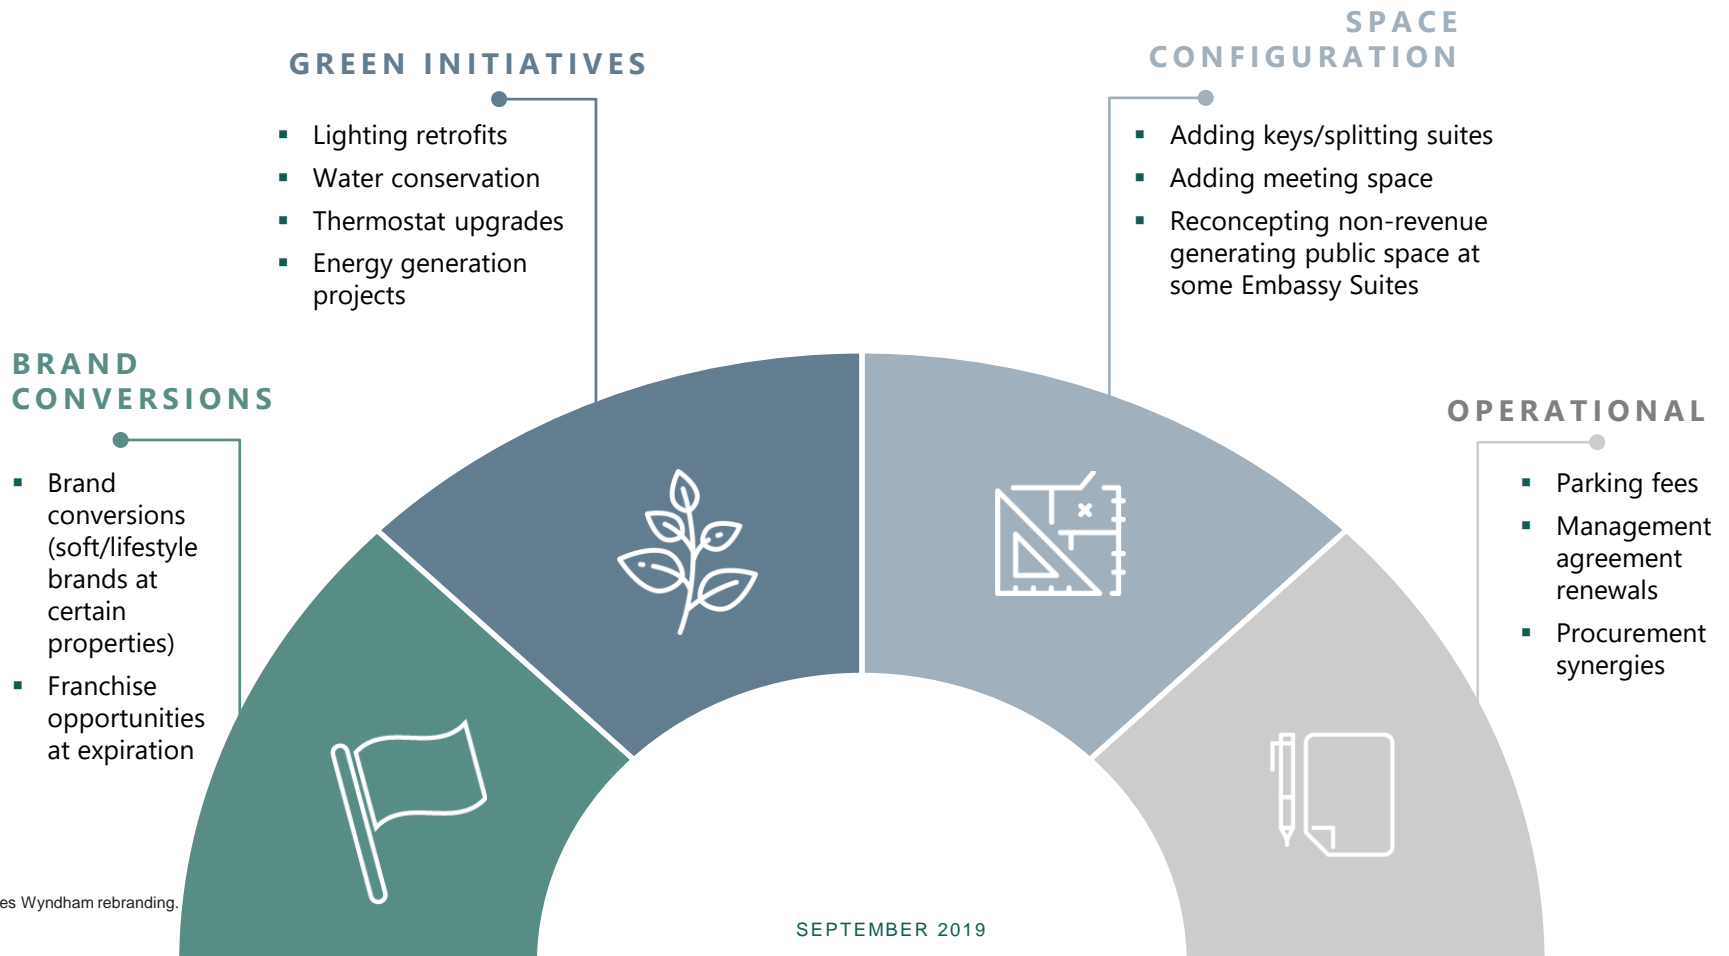 GREEN INITIATIVES
▪ Lighting retrofits
▪ Water conservation
▪ Thermostat upgrades
▪ Energy generation
projects
SPACE
CONFIGURATION
▪ Adding keys/splitting suites
▪ Adding meeting space
▪ Reconcepting non-revenue
generating public space at
some Embassy Suites
BRAND
CONVERSIONS
▪ Brand
conversions
(soft/lifestyle
brands at
certain
properties)
▪ Franchise
opportunities
at expiration
OPERATIONAL
▪ Parking fees
▪ Management
agreement
renewals
▪ Procurement
synergies
Wyndham rebranding.
SEPTEMBER 2019